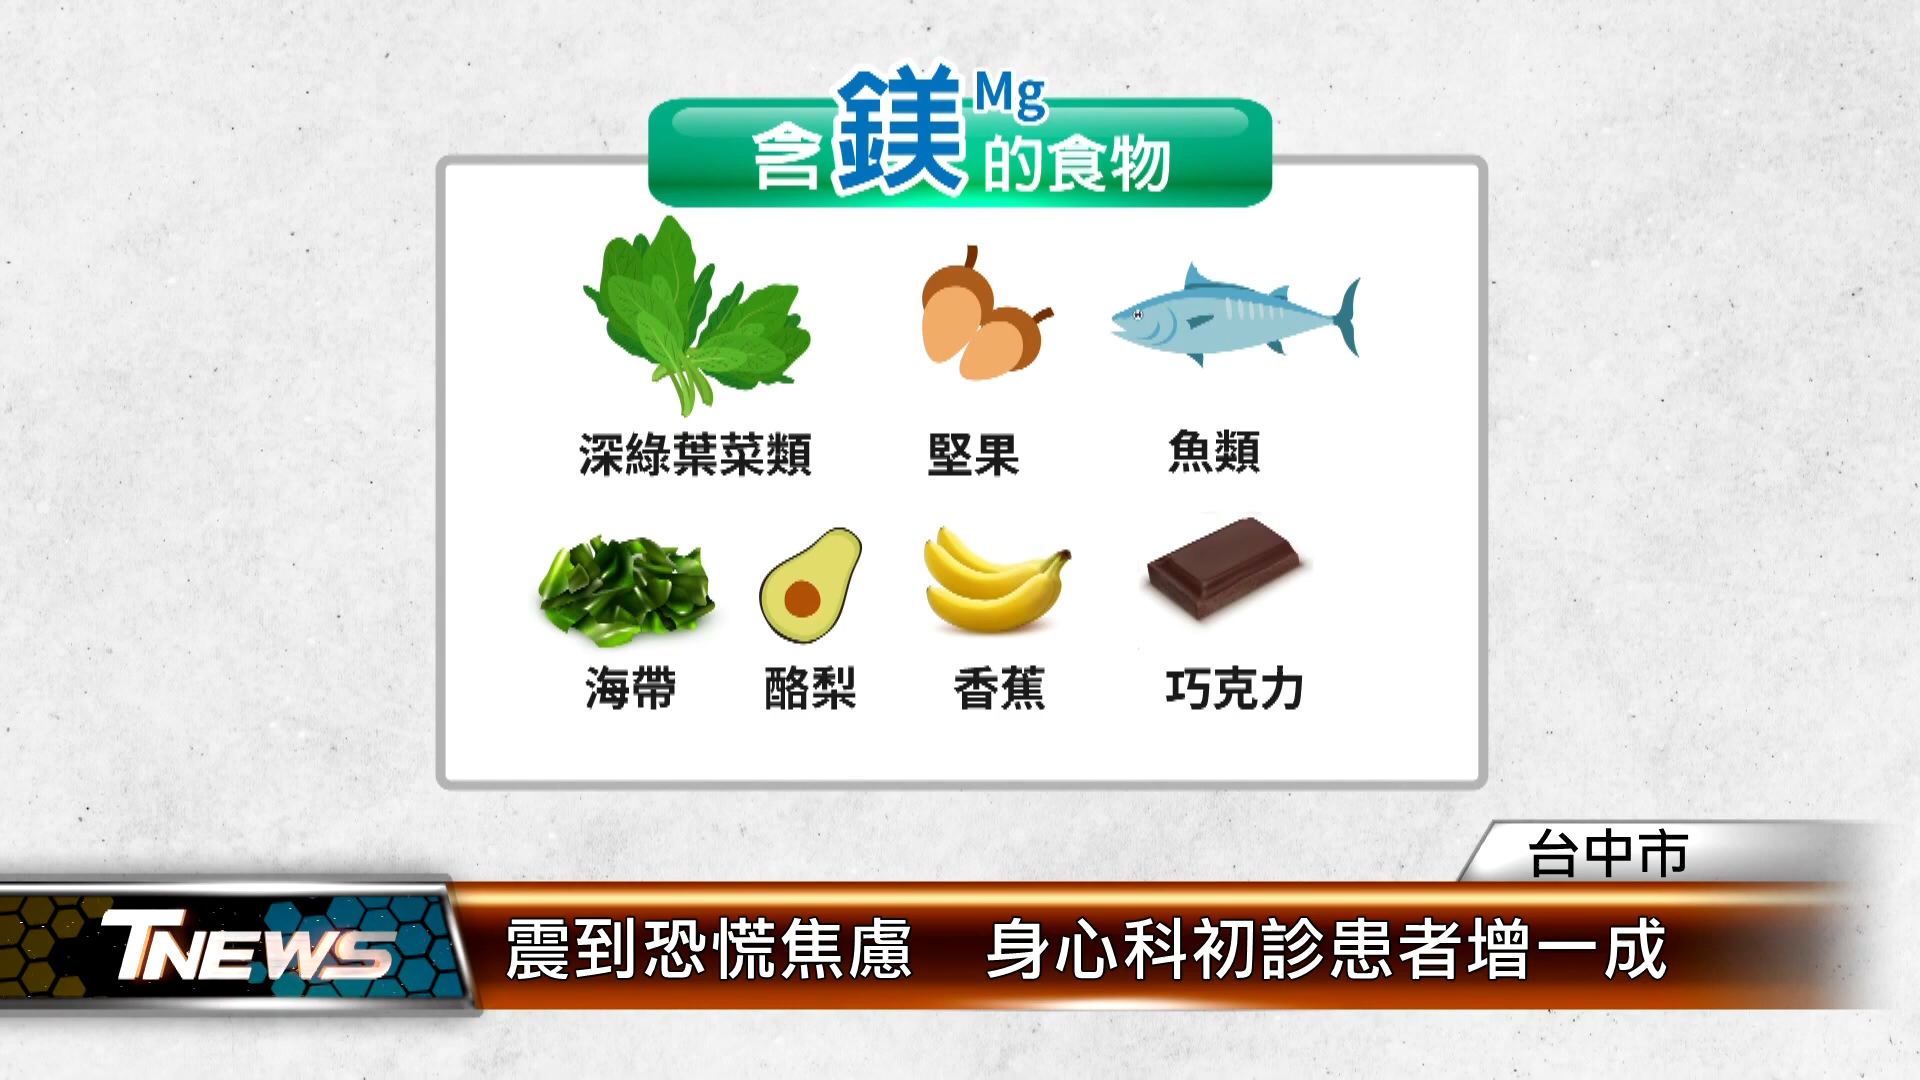 含鎂Mg的食物
深綠葉菜類 堅果 魚類
海帶 酪梨 香蕉 巧克力
台中市
TNEWS
震到恐慌焦慮 身心科初診患者增一成